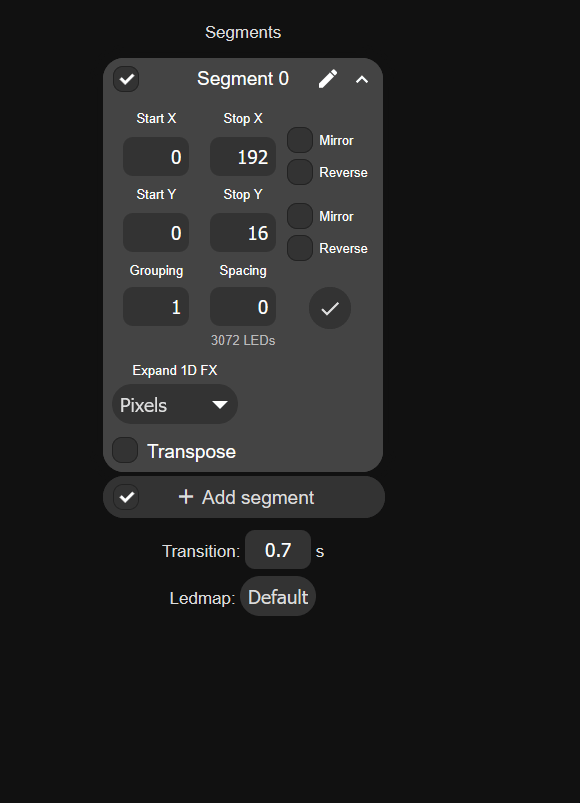 Segments
Segment 0
Start X Stop X
0 192 Mirror
Reverse
Start Y Stop Y
0 16 Mirror
Reverse
Grouping Spacing
1 0
3072 LEDs
Expand 1D FX
Pixels
Transpose
+ Add segment
Transition: 0.7 s
Ledmap: Default